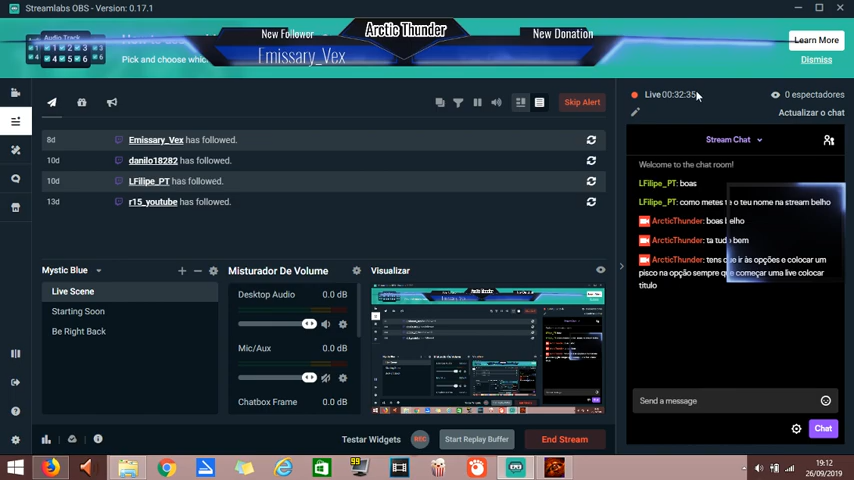 Streamlabs OBS - Version: 0.17.1
Audio Track
1 2 3
4 5 6
Pick and choose which
New Follower
Emissary_Vex
Arctic Thunder
New Donation
Learn More
Dismiss
Skip Alert
8d Emissary_Vex has followed.
10d danilo18282 has followed.
10d LFilipe_PT has followed.
13d r15_youtube has followed.
Mystic Blue
Live Scene
Starting Soon
Be Right Back
Misturador De Volume
Desktop Audio 0.0 dB
Mic/Aux 0.0 dB
Chatbox Frame 0.0 dB
Visualizar
Testar Widgets
REC
Start Replay Buffer
End Stream
Live 00:32:35
0 espectadores
Actualizar o chat
Stream Chat
Welcome to the chat room!
LFilipe_PT: boas
LFilipe_PT: como metes te o teu nome na stream belho
ArcticThunder: boas belho
ArcticThunder: ta tudo bem
ArcticThunder: tens que ir às opções e colocar um
pisco na opção sempre que começar uma live colocar
titulo
Send a message
Chat
99
19:12
26/09/2019